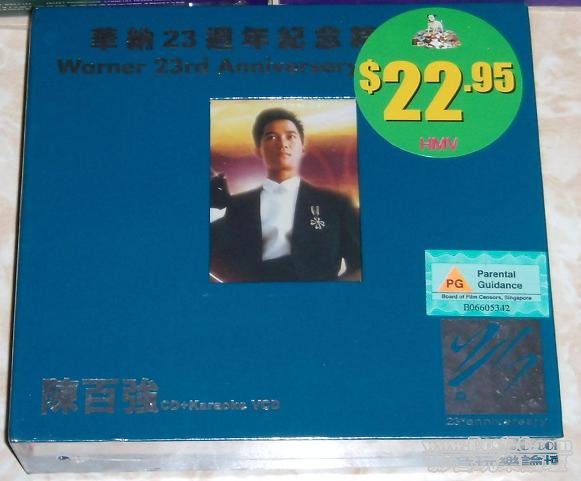 華納23週年紀念
Warner 23rd Anniversary
$22.95
HMV
PG
Parental
Guidance
Board of Film Censors, Singapore
B06605342
23rd anniversary
陳百強 CD+Karaoke VCD